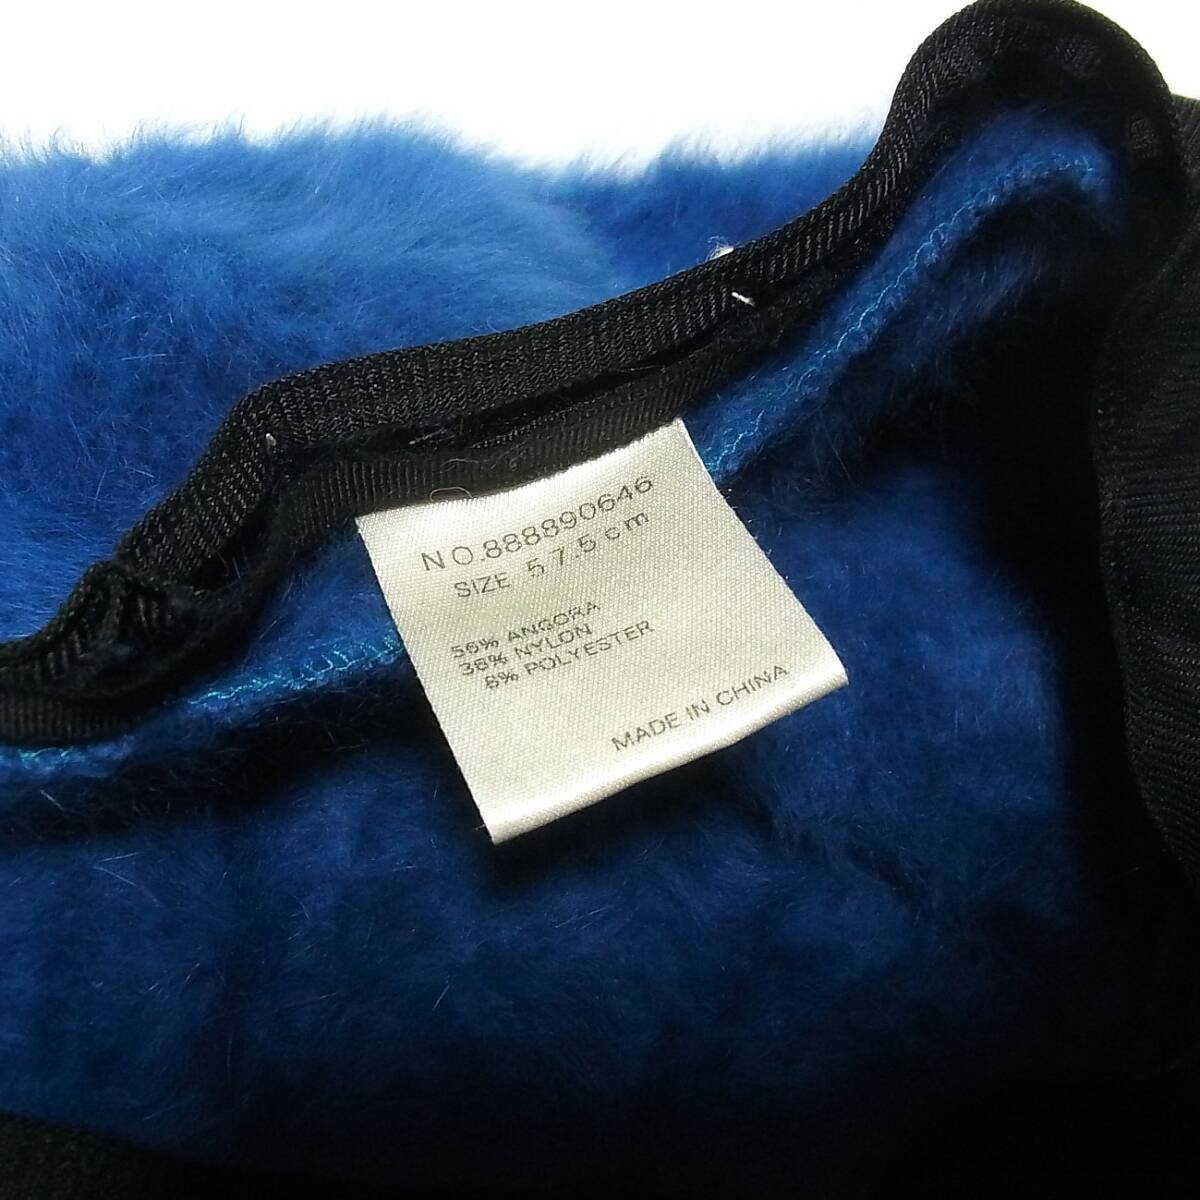 NO.888890646
SIZE 57.5cm
56% ANGORA
36% NYLON
8% POLYESTER
MADE IN CHINA